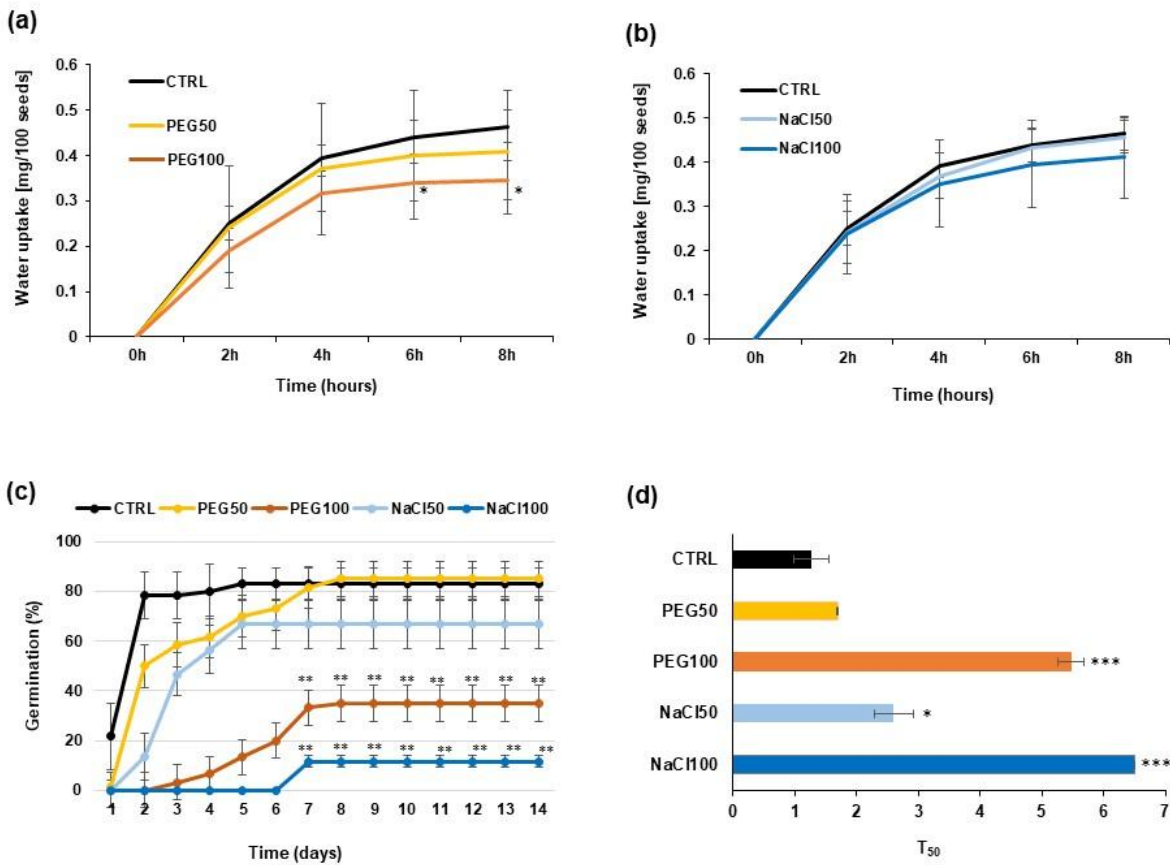 (a)
0.6
0.5
0.4
0.3
0.2
0.1
0
Water uptake [mg/100 seeds]
CTRL
PEG50
PEG100
*
*
0h 2h 4h 6h 8h
Time (hours)
(b)
0.6
0.5
0.4
0.3
0.2
0.1
0
Water uptake [mg/100 seeds]
CTRL
NaCl50
NaCl100
0h 2h 4h 6h 8h
Time (hours)
(c)
CTRL PEG50 PEG100 NaCl50 NaCl100
100
80
60
40
20
0
Germination (%)
** ** ** ** ** ** ** **
** ** ** ** ** ** ** **
1 2 3 4 5 6 7 8 9 10 11 12 13 14
Time (days)
(d)
CTRL
PEG50
PEG100 ***
NaCl50 *
NaCl100 ***
0 1 2 3 4 5 6 7
T50